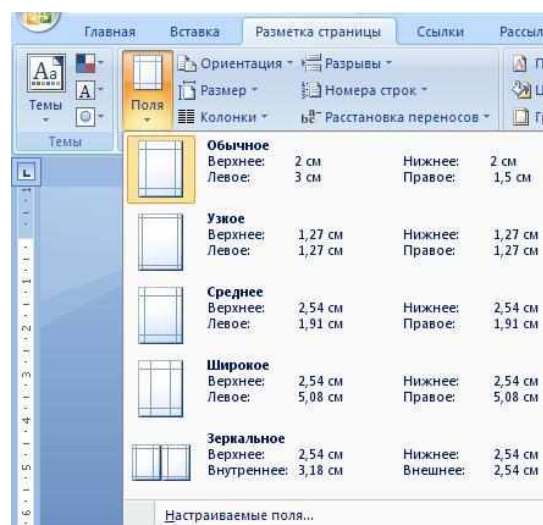 Главная Вставка Разметка страницы Ссылки Рассыл
Темы
Темы
Поля
Ориентация
Размер
Колонки
Разрывы
Номера строк
Расстановка переносов
Обычное
Верхнее: 2 см Нижнее: 2 см
Левое: 3 см Правое: 1,5 см
Узкое
Верхнее: 1,27 см Нижнее: 1,27 см
Левое: 1,27 см Правое: 1,27 см
Среднее
Верхнее: 2,54 см Нижнее: 2,54 см
Левое: 1,91 см Правое: 1,91 см
Широкое
Верхнее: 2,54 см Нижнее: 2,54 см
Левое: 5,08 см Правое: 5,08 см
Зеркальное
Верхнее: 2,54 см Нижнее: 2,54 см
Внутреннее: 3,18 см Внешнее: 2,54 см
Настраиваемые поля...